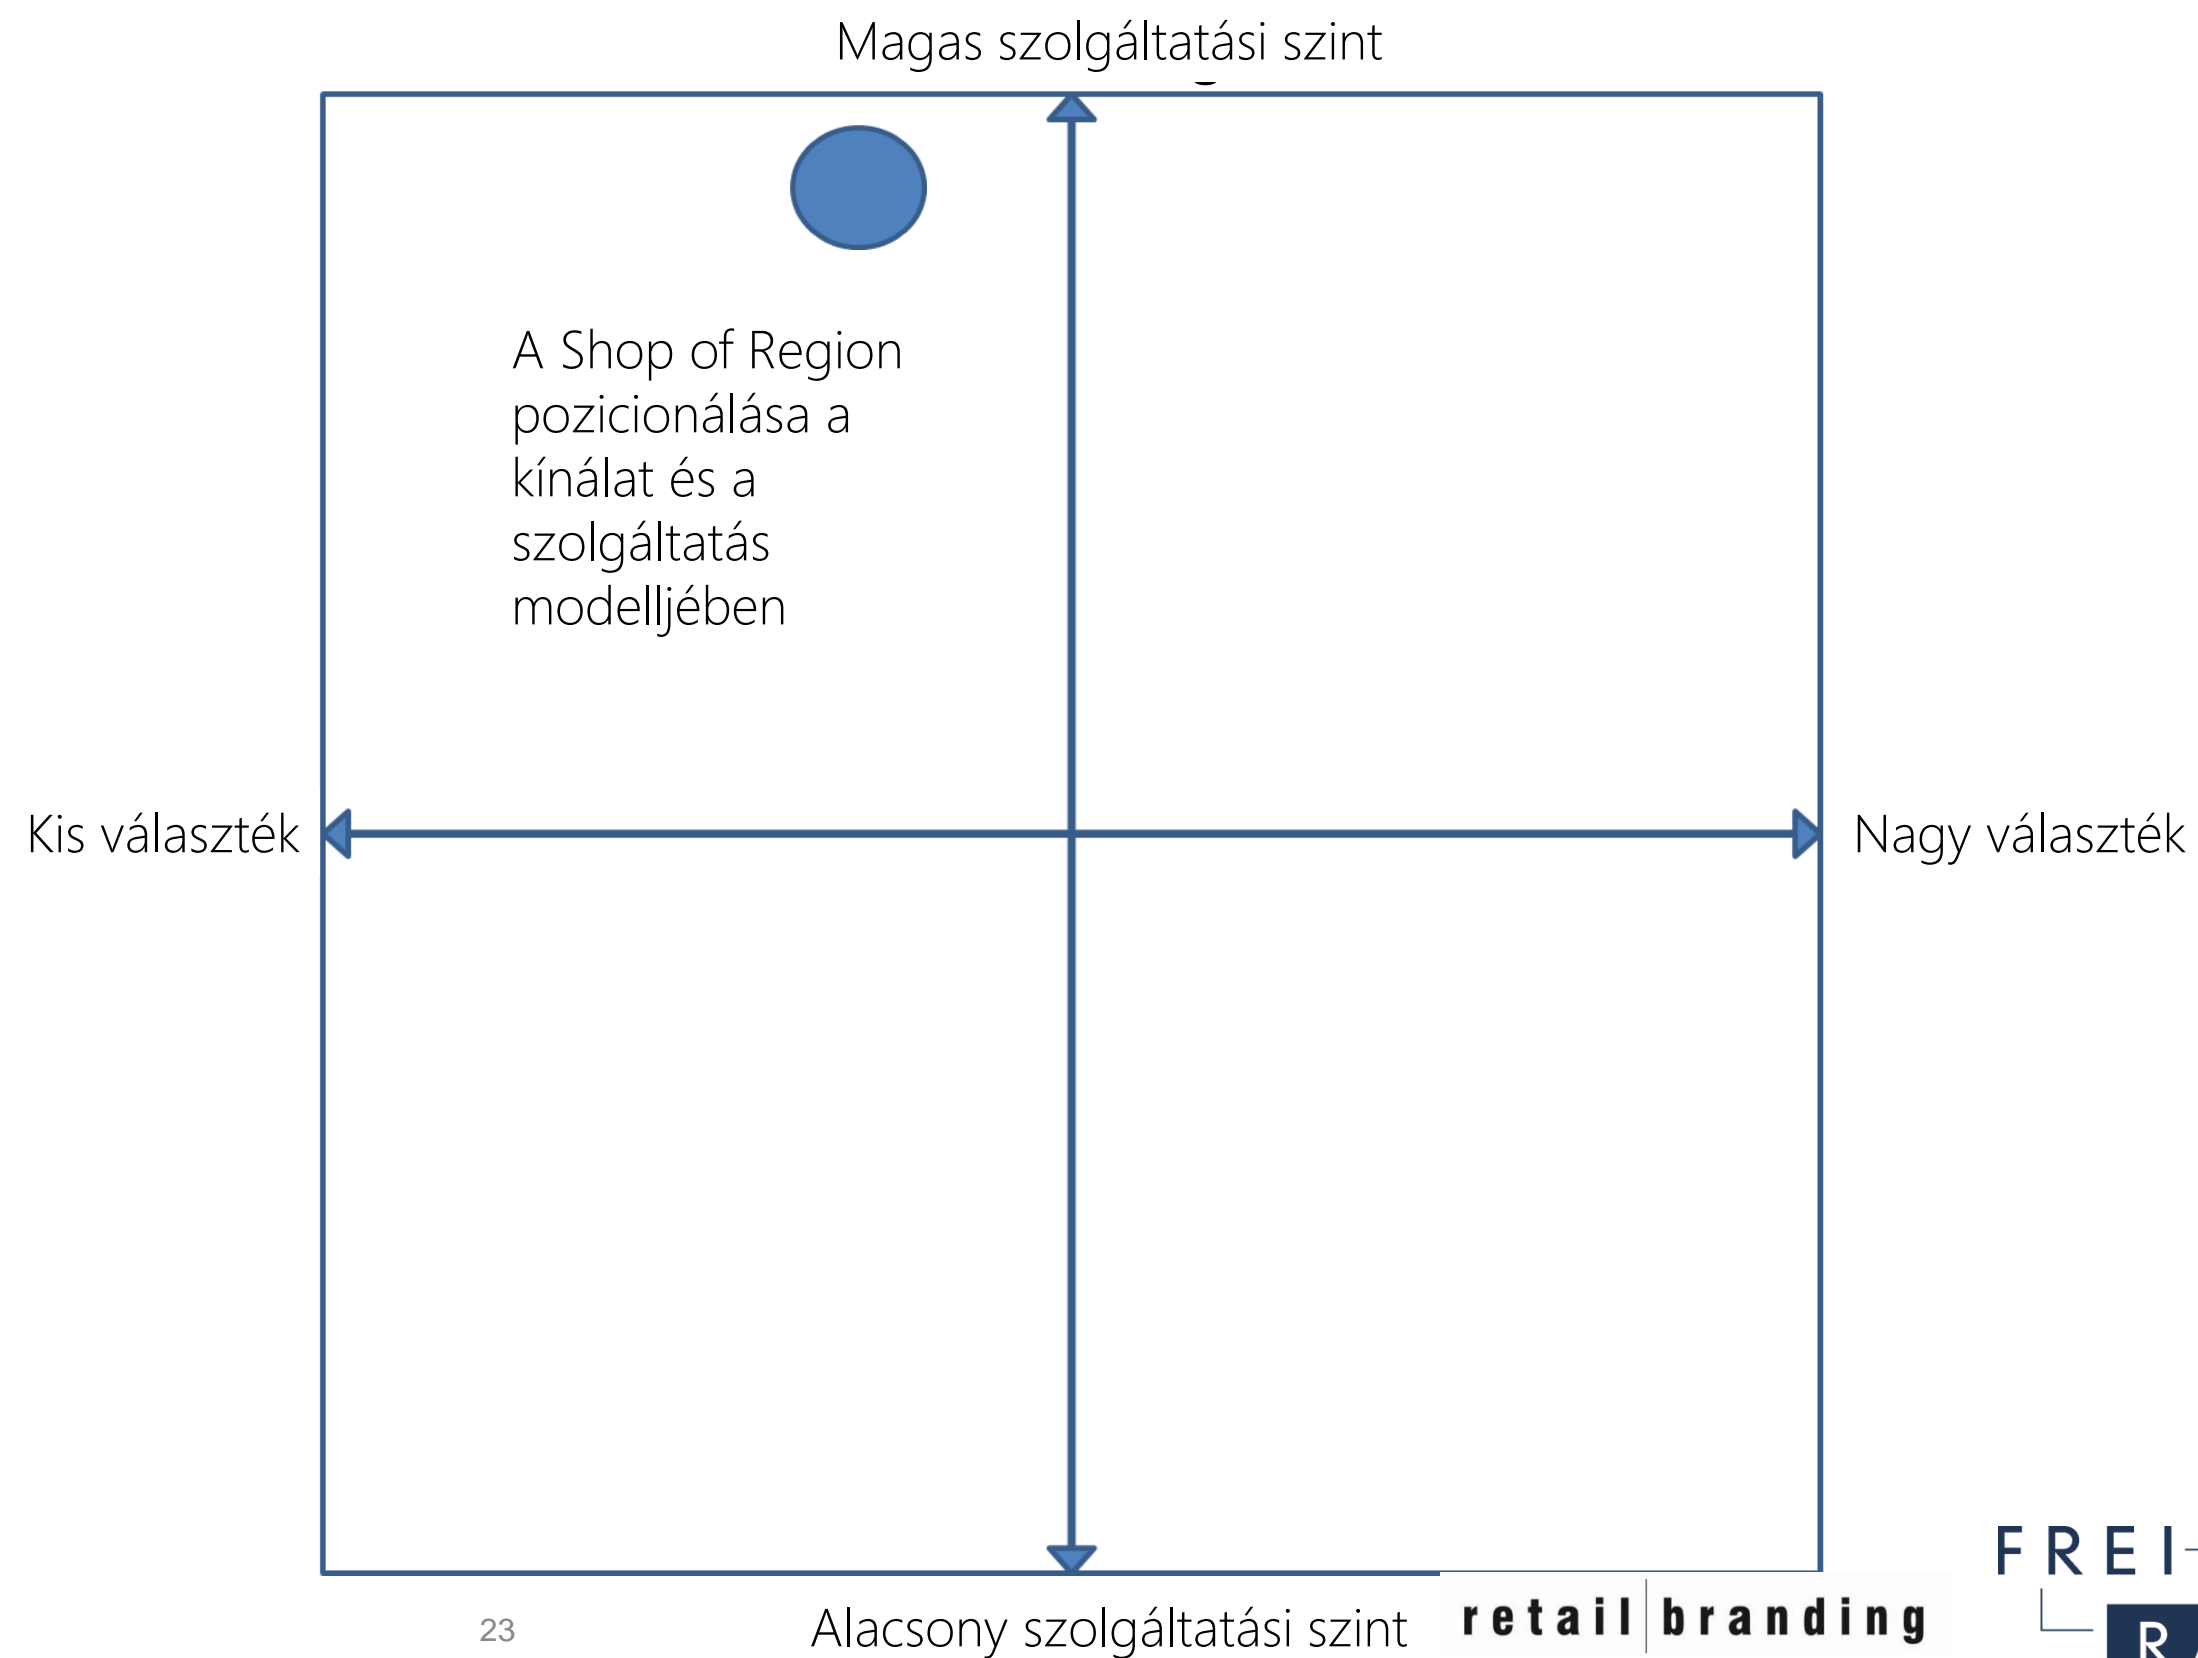 Magas szolgáltatási szint
A Shop of Region
pozicionálása a
kínálat és a
szolgáltatás
modelljében
Kis választék
Nagy választék
23
Alacsony szolgáltatási szint
retail branding
FREI
R